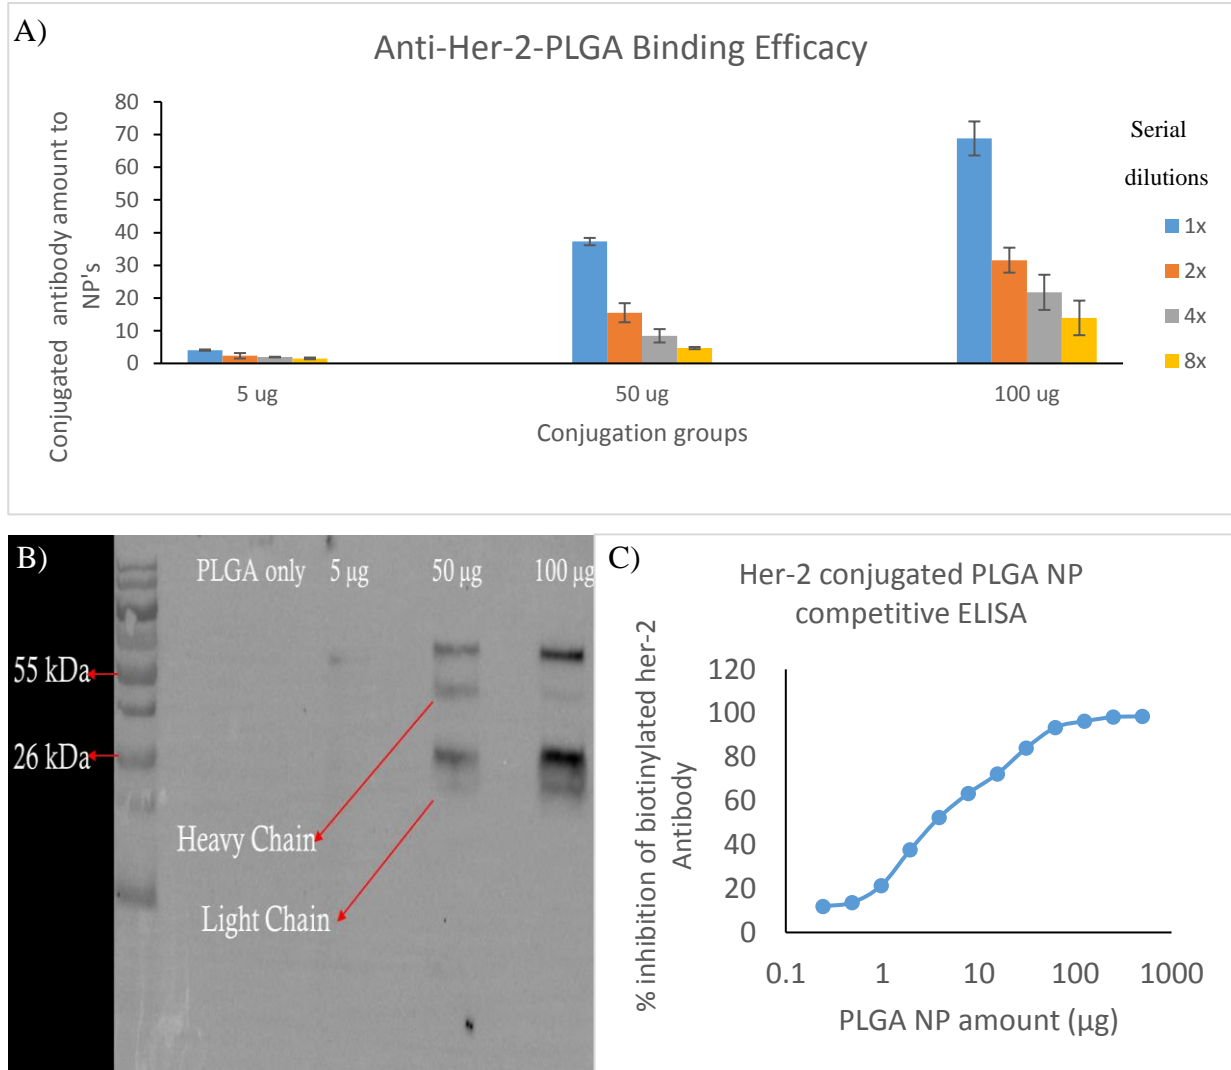 A)
Anti-Her-2-PLGA Binding Efficacy
Conjugated antibody amount to
NP's
80
70
60
50
40
30
20
10
0
5 ug
50 ug
100 ug
Conjugation groups
Serial
dilutions
1x
2x
4x
8x
B)
PLGA only
5 µg
50 µg
100 µg
55 kDa
26 kDa
Heavy Chain
Light Chain
C)
Her-2 conjugated PLGA NP
competitive ELISA
% inhibition of biotinylated her-2
Antibody
120
100
80
60
40
20
0
0.1
1
10
100
1000
PLGA NP amount (µg)